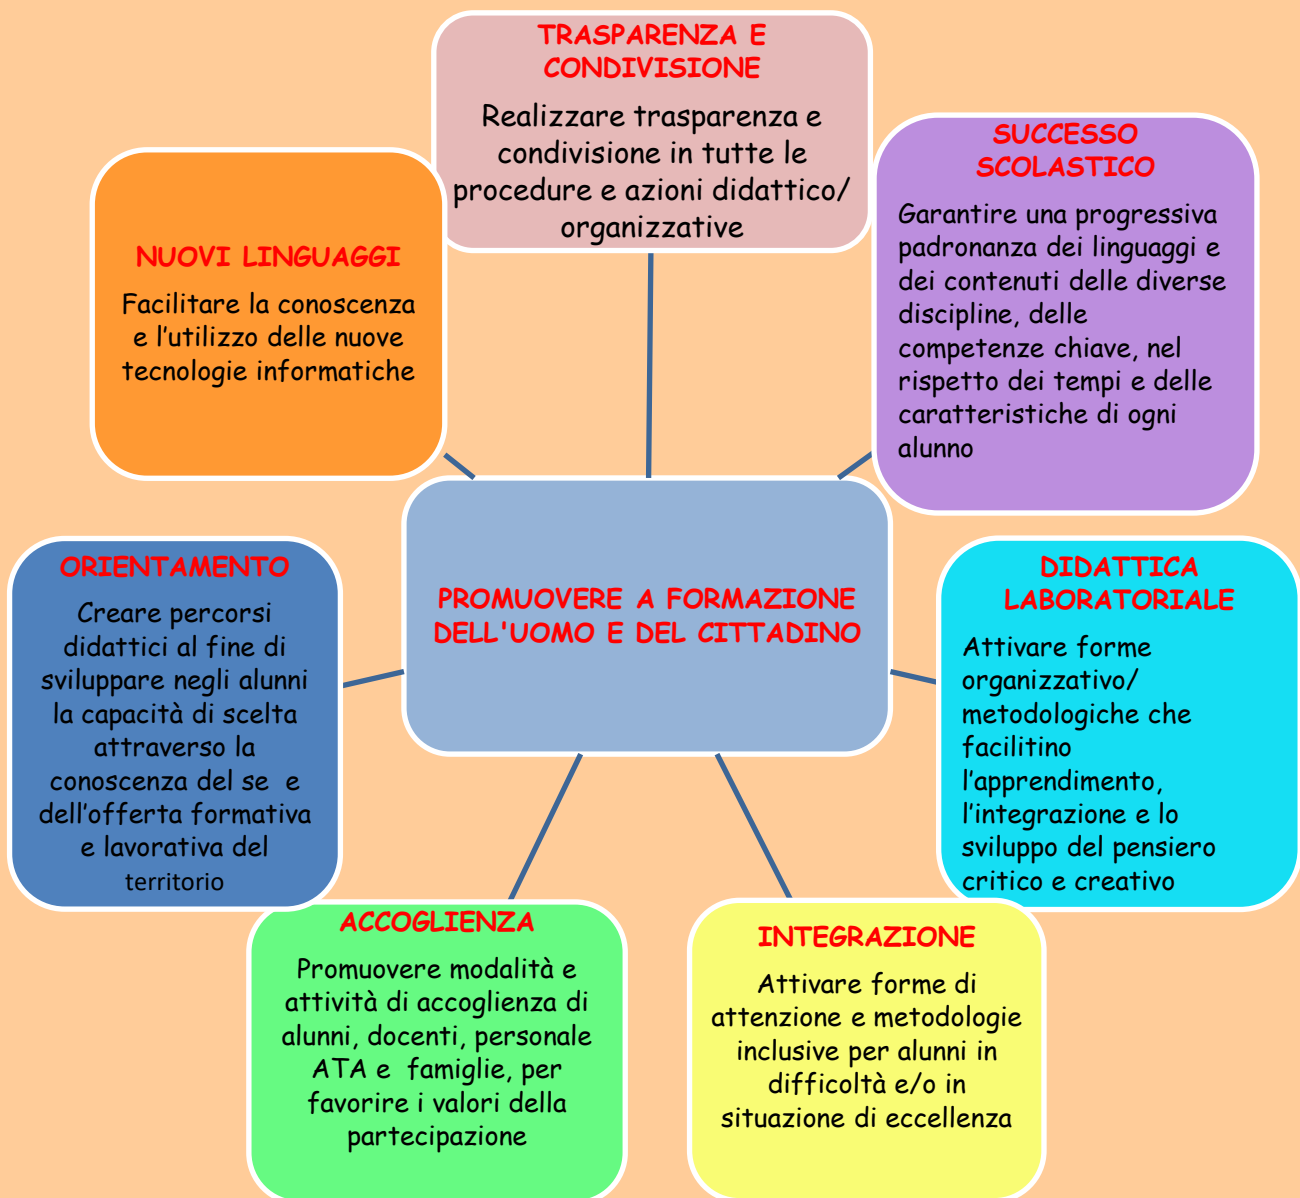 TRASPARENZA E
CONDIVISIONE
Realizzare trasparenza e
condivisione in tutte le
procedure e azioni didattico/
organizzative
SUCCESSO
SCOLASTICO
Garantire una progressiva
padronanza dei linguaggi e
dei contenuti delle diverse
discipline, delle
competenze chiave, nel
rispetto dei tempi e delle
caratteristiche di ogni
alunno
NUOVI LINGUAGGI
Facilitare la conoscenza
e l’utilizzo delle nuove
tecnologie informatiche
PROMUOVERE A FORMAZIONE
DELL'UOMO E DEL CITTADINO
ORIENTAMENTO
Creare percorsi
didattici al fine di
sviluppare negli alunni
la capacità di scelta
attraverso la
conoscenza del se e
dell’offerta formativa
e lavorativa del
territorio
DIDATTICA
LABORATORIALE
Attivare forme
organizzativo/
metodologiche che
facilitino
l’apprendimento,
l’integrazione e lo
sviluppo del pensiero
critico e creativo
ACCOGLIENZA
Promuovere modalità e
attività di accoglienza di
alunni, docenti, personale
ATA e famiglie, per
favorire i valori della
partecipazione
INTEGRAZIONE
Attivare forme di
attenzione e metodologie
inclusive per alunni in
difficoltà e/o in
situazione di eccellenza